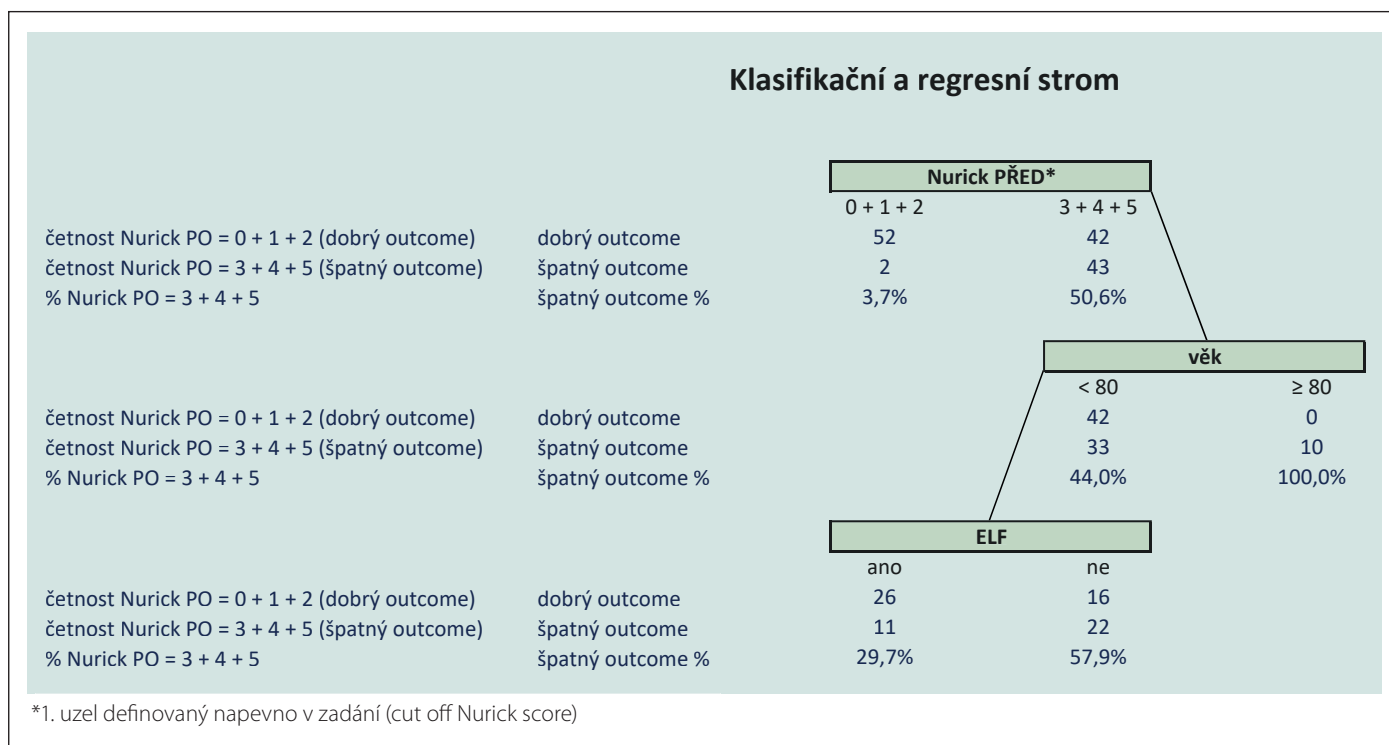 Klasifikační a regresní strom
Nurick PŘED*
0 + 1 + 2 3 + 4 + 5
četnost Nurick PO = 0 + 1 + 2 (dobrý outcome) dobrý outcome 52 42
četnost Nurick PO = 3 + 4 + 5 (špatný outcome) špatný outcome 2 43
% Nurick PO = 3 + 4 + 5 špatný outcome % 3,7% 50,6%
věk
< 80 ≥ 80
četnost Nurick PO = 0 + 1 + 2 (dobrý outcome) dobrý outcome 42 0
četnost Nurick PO = 3 + 4 + 5 (špatný outcome) špatný outcome 33 10
% Nurick PO = 3 + 4 + 5 špatný outcome % 44,0% 100,0%
ELF
ano ne
četnost Nurick PO = 0 + 1 + 2 (dobrý outcome) dobrý outcome 26 16
četnost Nurick PO = 3 + 4 + 5 (špatný outcome) špatný outcome 11 22
% Nurick PO = 3 + 4 + 5 špatný outcome % 29,7% 57,9%
*1. uzel definovaný napevno v zadání (cut off Nurick score)